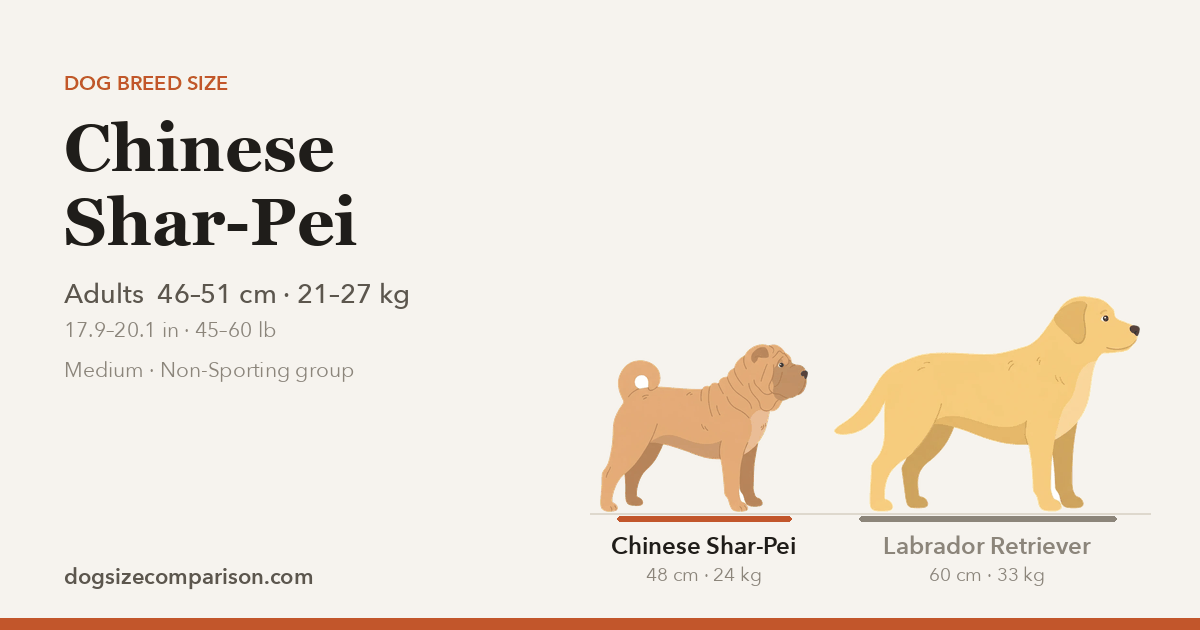 DOG BREED SIZE
Chinese
Shar-Pei
Adults 46–51 cm · 21–27 kg
17.9–20.1 in · 45–60 lb
Medium · Non-Sporting group
Chinese Shar-Pei
48 cm · 24 kg
Labrador Retriever
60 cm · 33 kg
dogsizecomparison.com